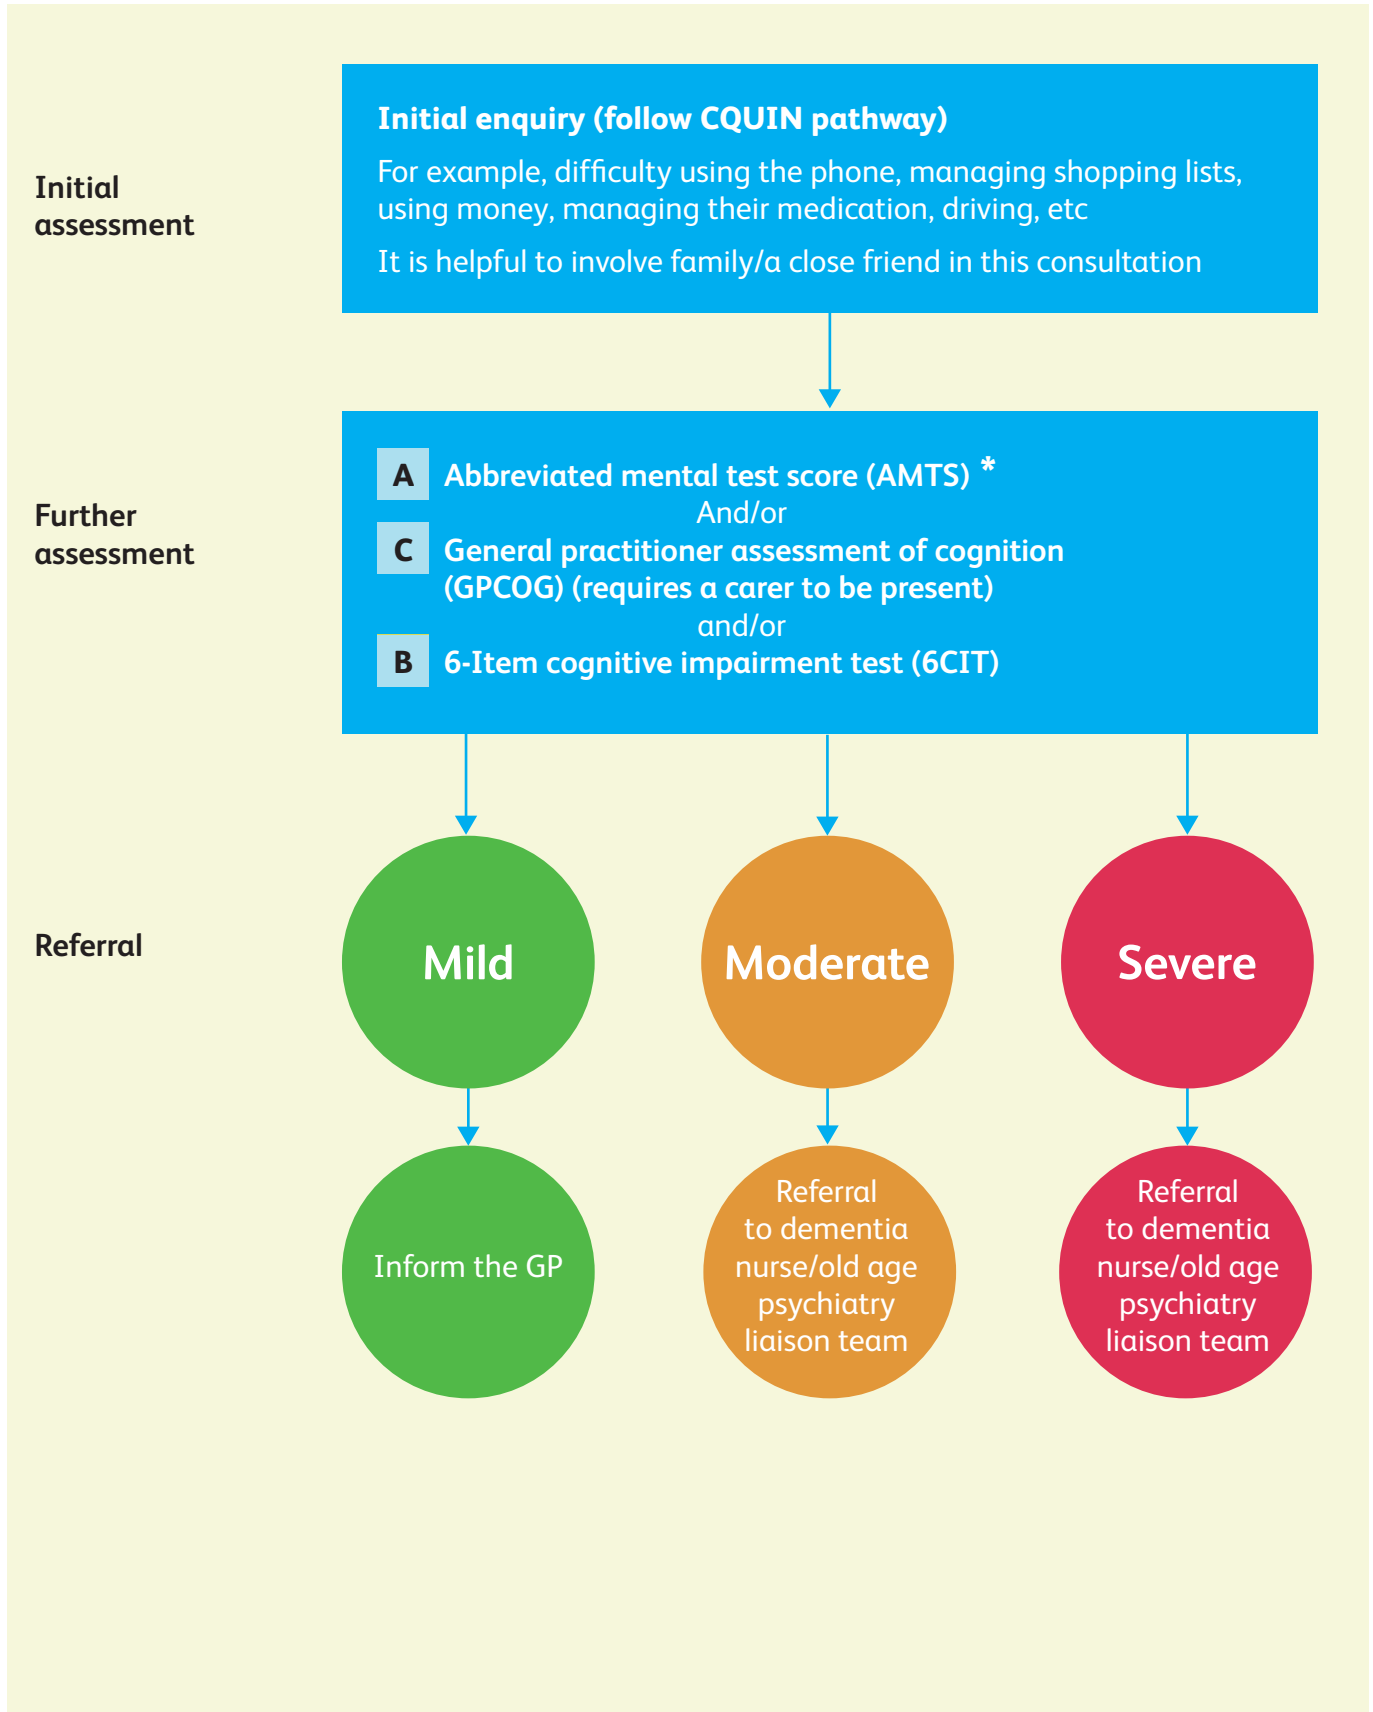 Initial
assessment
Initial enquiry (follow CQUIN pathway)
For example, difficulty using the phone, managing shopping lists,
using money, managing their medication, driving, etc
It is helpful to involve family/a close friend in this consultation
Further
assessment
A Abbreviated mental test score (AMTS) *
And/or
C General practitioner assessment of cognition
(GPCOG) (requires a carer to be present)
and/or
B 6-Item cognitive impairment test (6CIT)
Referral
Mild
Moderate
Severe
Inform the GP
Referral
to dementia
nurse/old age
psychiatry
liaison team
Referral
to dementia
nurse/old age
psychiatry
liaison team